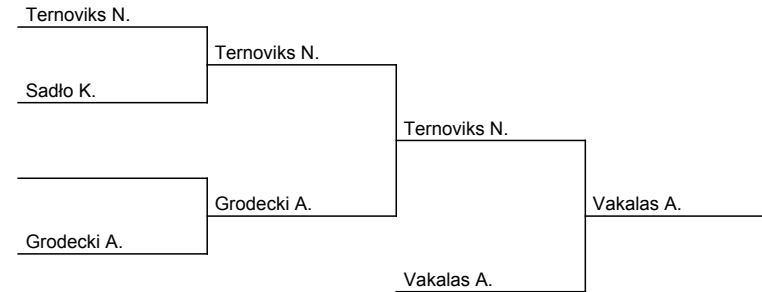 Ternoviks N.
Ternoviks N.
Sadło K.
Ternoviks N.
Grodecki A.
Vakalas A.
Grodecki A.
Vakalas A.